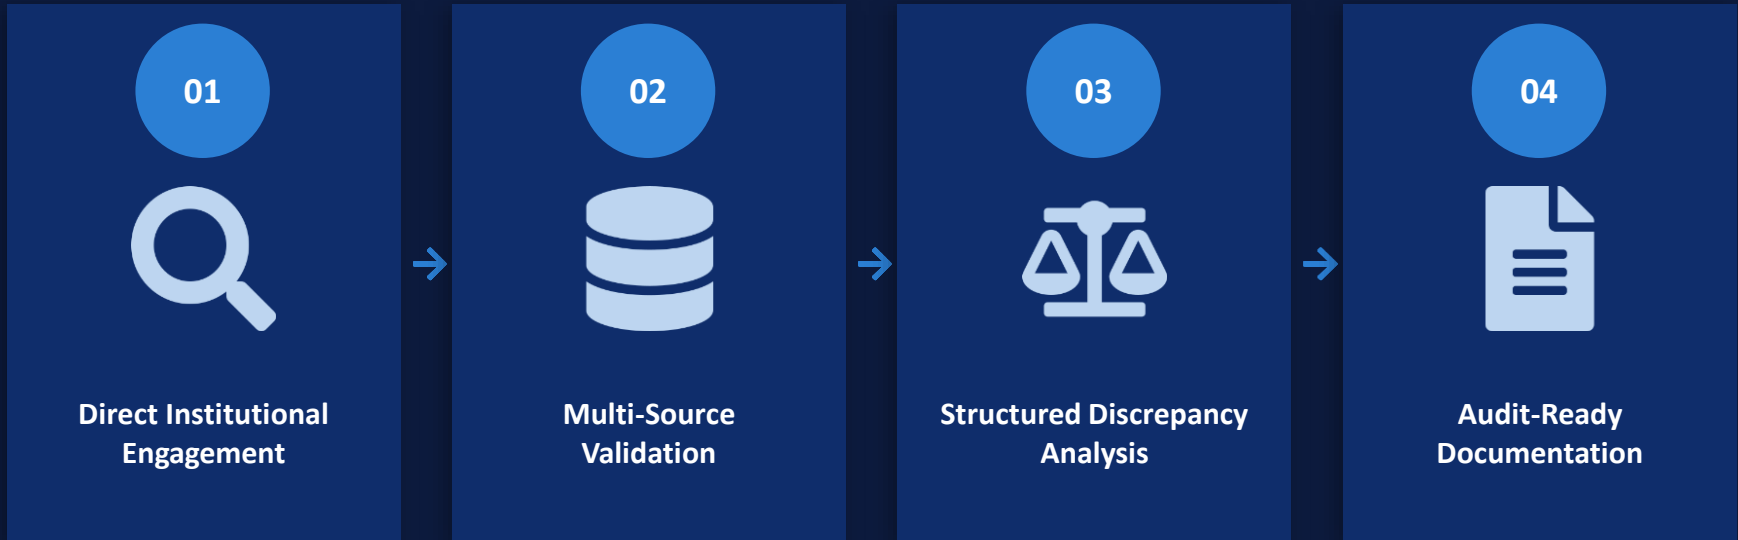 01
Direct Institutional
Engagement
02
Multi-Source
Validation
03
Structured Discrepancy
Analysis
04
Audit-Ready
Documentation